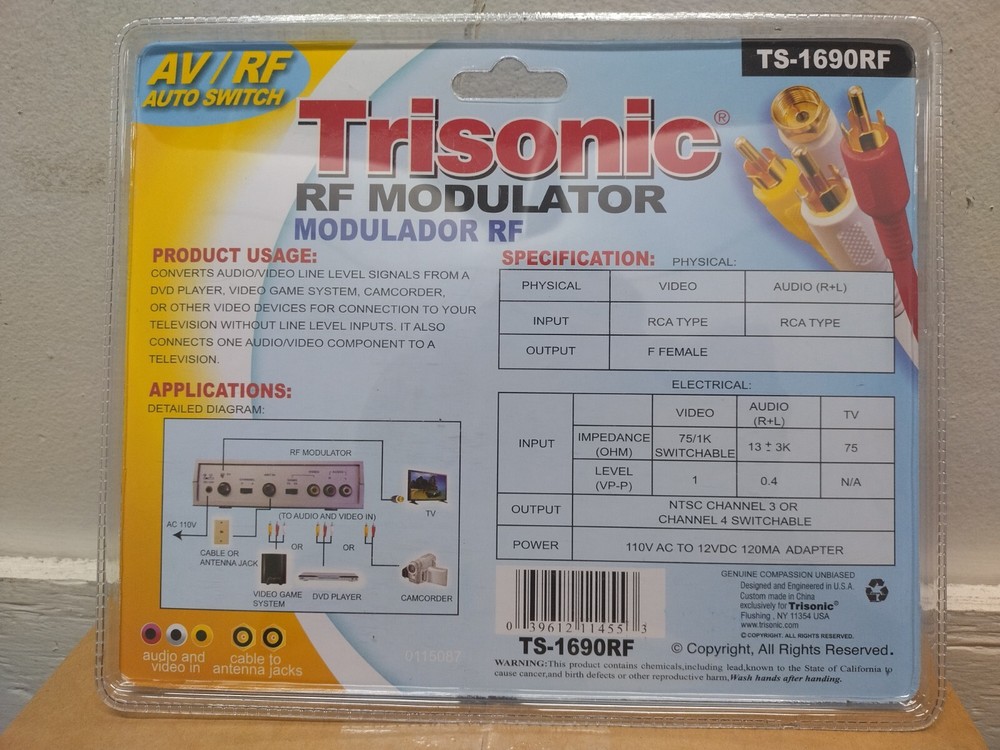 AV / RF
AUTO SWITCH
TS-1690RF
Trisonic®
RF MODULATOR
MODULADOR RF
PRODUCT USAGE:
CONVERTS AUDIO/VIDEO LINE LEVEL SIGNALS FROM A
DVD PLAYER, VIDEO GAME SYSTEM, CAMCORDER,
OR OTHER VIDEO DEVICES FOR CONNECTION TO YOUR
TELEVISION WITHOUT LINE LEVEL INPUTS. IT ALSO
CONNECTS ONE AUDIO/VIDEO COMPONENT TO A
TELEVISION.
APPLICATIONS:
DETAILED DIAGRAM:
RF MODULATOR
TV
(TO AUDIO AND VIDEO IN)
AC 110V
OR OR
CABLE OR
ANTENNA JACK
VIDEO GAME
SYSTEM
DVD PLAYER
CAMCORDER
audio and
video in
cable to
antenna jacks
0115087
SPECIFICATION: PHYSICAL:
PHYSICAL VIDEO AUDIO (R+L)
INPUT RCA TYPE RCA TYPE
OUTPUT F FEMALE
ELECTRICAL:
INPUT VIDEO AUDIO (R+L) TV
IMPEDANCE (OHM) 75/1K SWITCHABLE 13 ± 3K 75
LEVEL (VP-P) 1 0.4 N/A
OUTPUT NTSC CHANNEL 3 OR
CHANNEL 4 SWITCHABLE
POWER 110V AC TO 12VDC 120MA ADAPTER
0 39612 11455 3
TS-1690RF
GENUINE COMPASSION UNBIASED
Designed and Engineered in U.S.A.
Custom made in China
exclusively for Trisonic®
Flushing , NY 11354 USA
www.trisonic.com
© COPYRIGHT. ALL RIGHTS RESERVED.
© Copyright, All Rights Reserved.
WARNING:This product contains chemicals,including lead,known to the State of California to
cause cancer,and birth defects or other reproductive harm,Wash hands after handing.